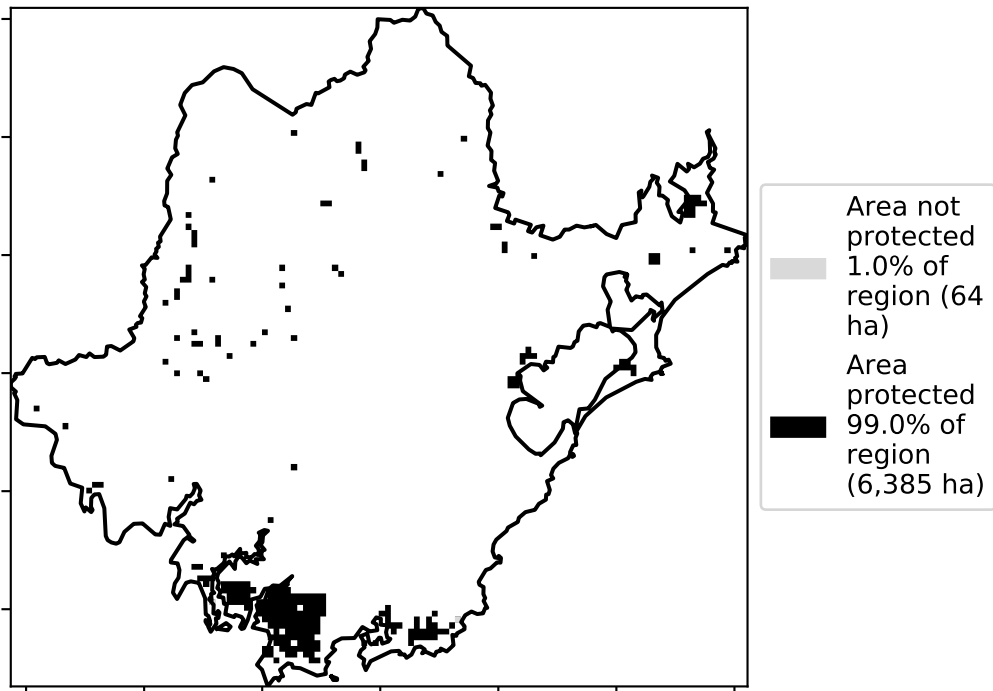 Area not
protected
1.0% of
region (64
ha)
Area
protected
99.0% of
region
(6,385 ha)